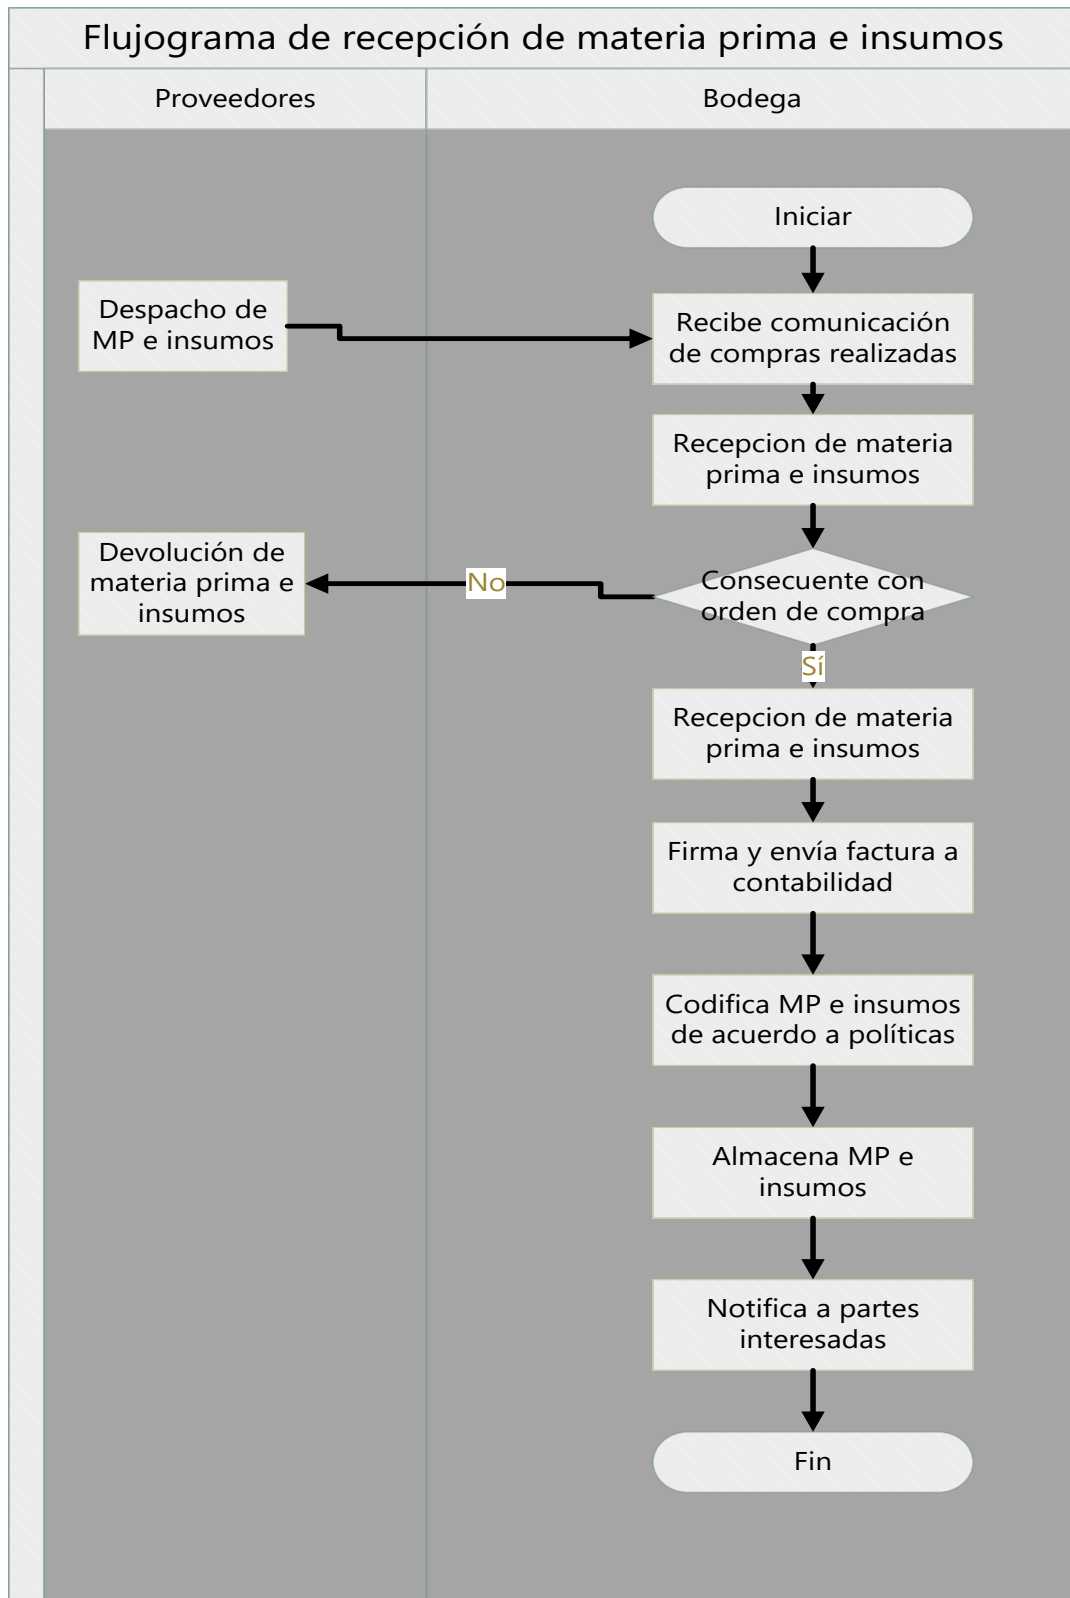 Flujograma de recepción de materia prima e insumos
Proveedores
Bodega
Iniciar
Despacho de
MP e insumos
Recibe comunicación
de compras realizadas
Recepcion de materia
prima e insumos
Devolución de
materia prima e
insumos
No
Consecuente con
orden de compra
Sí
Recepcion de materia
prima e insumos
Firma y envía factura a
contabilidad
Codifica MP e insumos
de acuerdo a políticas
Almacena MP e
insumos
Notifica a partes
interesadas
Fin